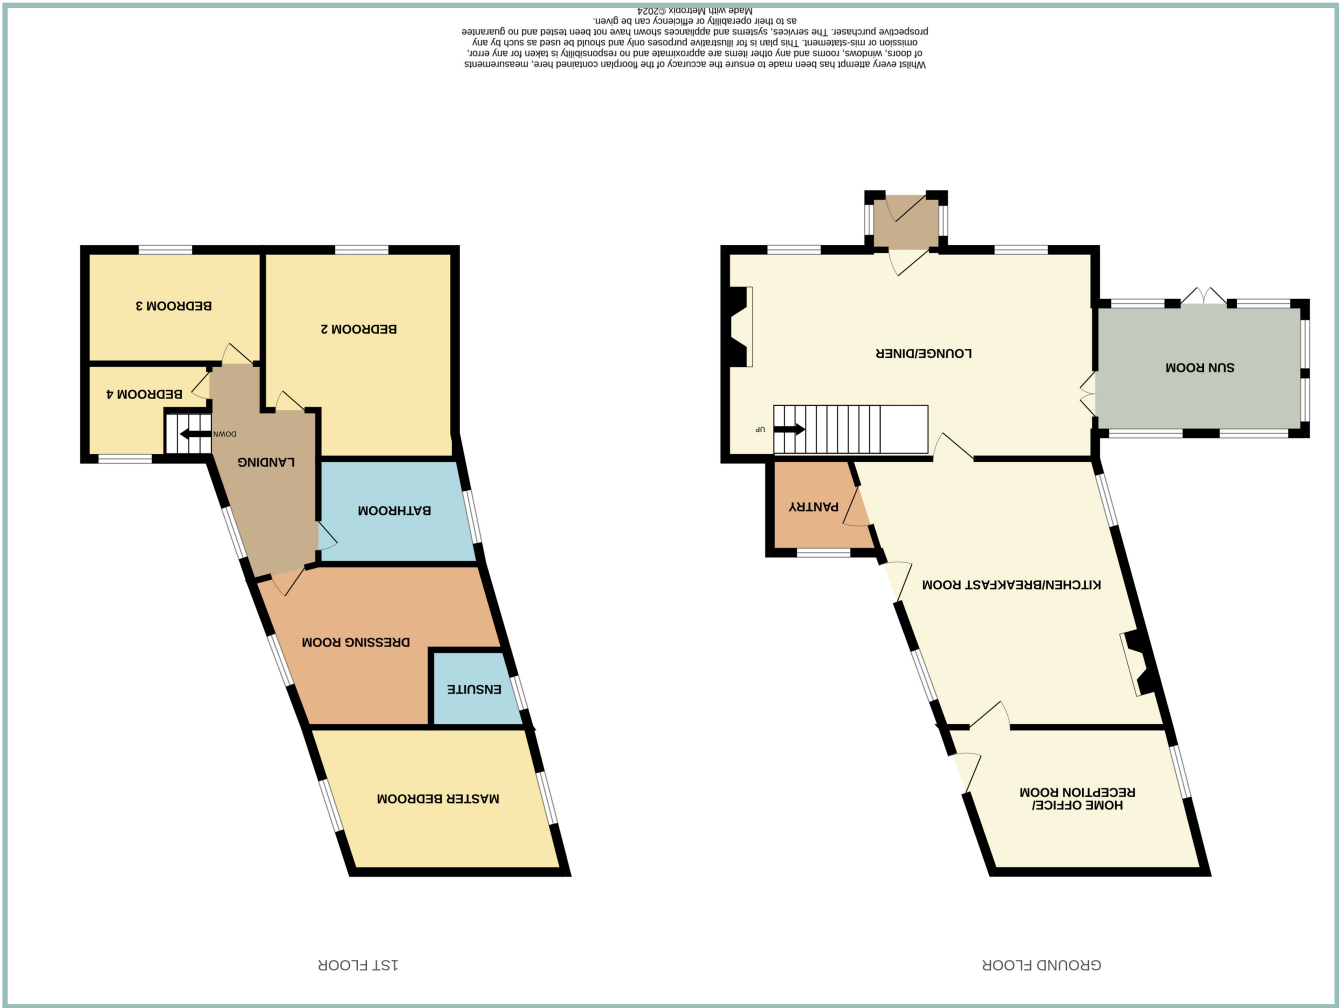 GROUND FLOOR
HOME OFFICE/
RECEPTION ROOM
KITCHEN/BREAKFAST ROOM
PANTRY
UP
SUN ROOM
LOUNGE/DINER
1ST FLOOR
MASTER BEDROOM
ENSUITE
DRESSING ROOM
BATHROOM
LANDING
DOWN
BEDROOM 4
BEDROOM 2
BEDROOM 3
Whilst every attempt has been made to ensure the accuracy of the floorplan contained here, measurements
of doors, windows, rooms and any other items are approximate and no responsibility is taken for any error,
omission or mis-statement. This plan is for illustrative purposes only and should be used as such by any
prospective purchaser. The services, systems and appliances shown have not been tested and no guarantee
as to their operability or efficiency can be given.
Made with Metropix ©2024